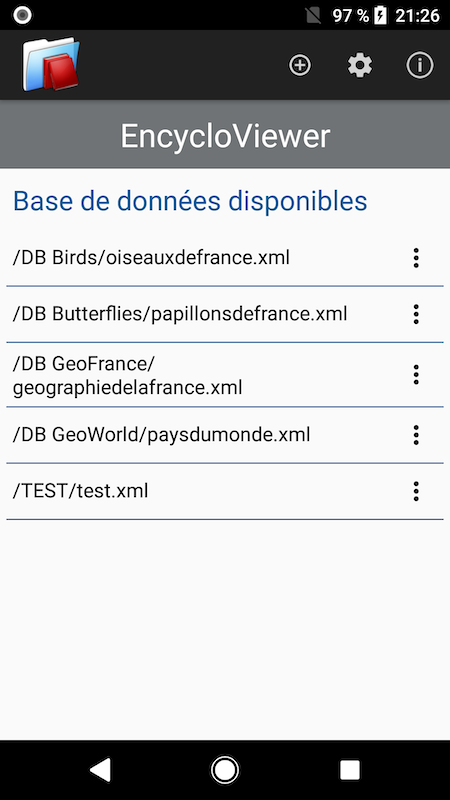 97 % 21:26
EncycloViewer
Base de données disponibles
/DB Birds/oiseauxdefrance.xml
/DB Butterflies/papillonsdefrance.xml
/DB GeoFrance/
geographiedelafrance.xml
/DB GeoWorld/paysdumonde.xml
/TEST/test.xml